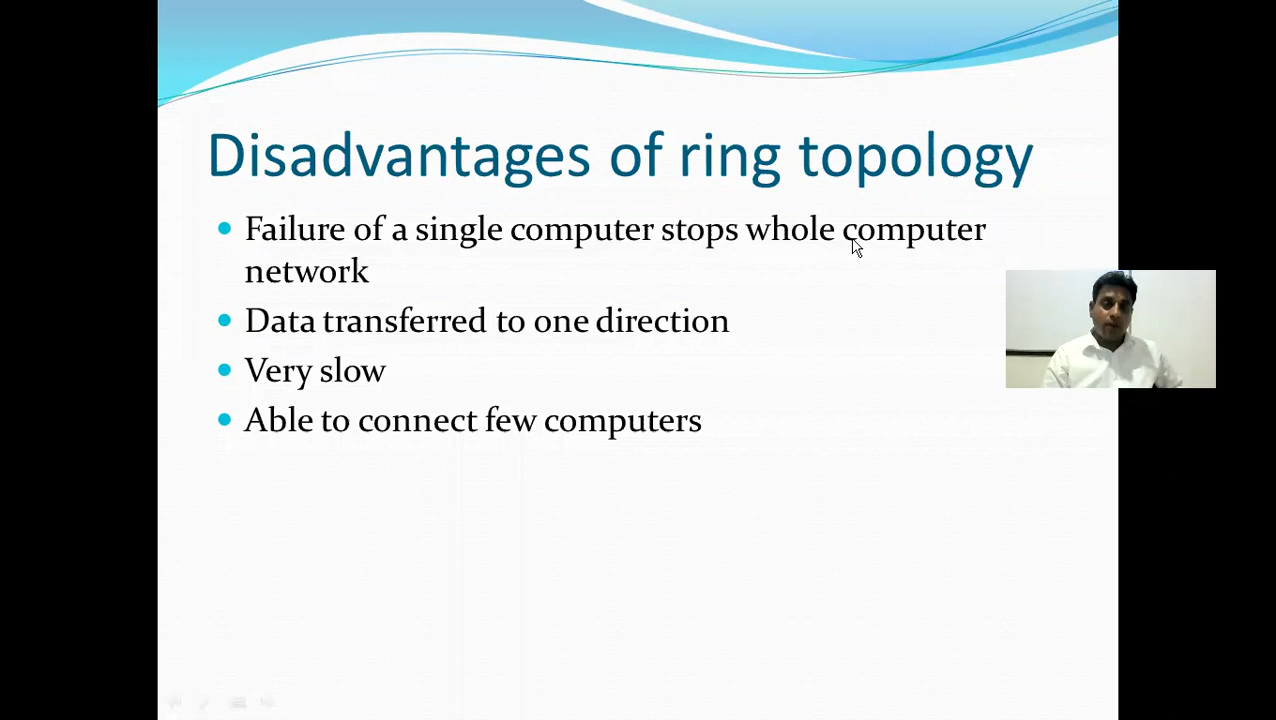 Disadvantages of ring topology
Failure of a single computer stops whole computer
network
Data transferred to one direction
Very slow
Able to connect few computers